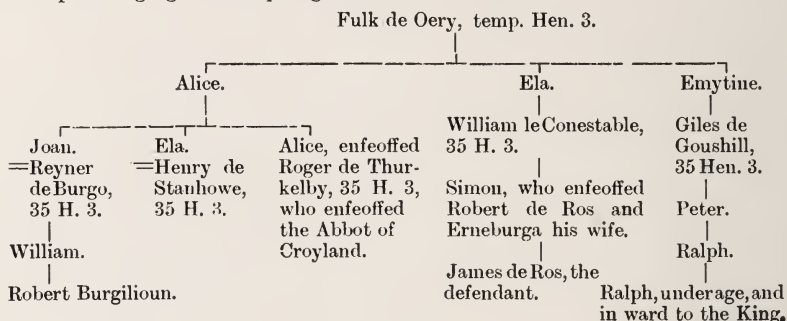 Fulk de Oery, temp. Hen. 3.
Alice.
Ela.
Emytine.
Joan.
=Reyner
de Burgo,
35 H. 3.
William.
Robert Burgilioun.
Ela.
=Henry de
Stanhowe,
35 H. 3.
Alice, enfeoffed
Roger de Thur-
kelby, 35 H. 3,
who enfeoffed
the Abbot of
Croyland.
William le Conestable,
35 H. 3.
Simon, who enfeoffed
Robert de Ros and
Erneburga his wife.
James de Ros, the
defendant.
Giles de
Goushill,
35 Hen. 3.
Peter.
Ralph.
Ralph, under age, and
in ward to the King.